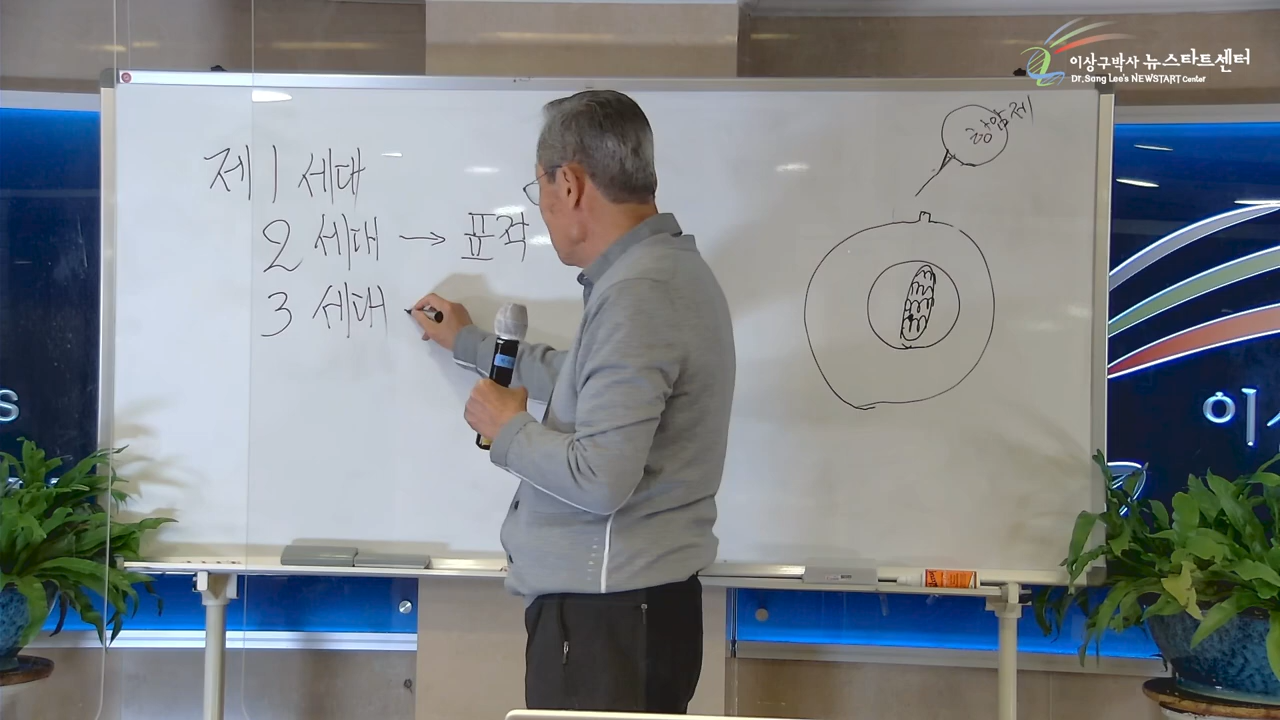 이상구박사 뉴스타트센터
Dr.Sang Lee's NEWSTART Center
항암제
제 1 세대
2 세대 → 표적
3 세대
s
이